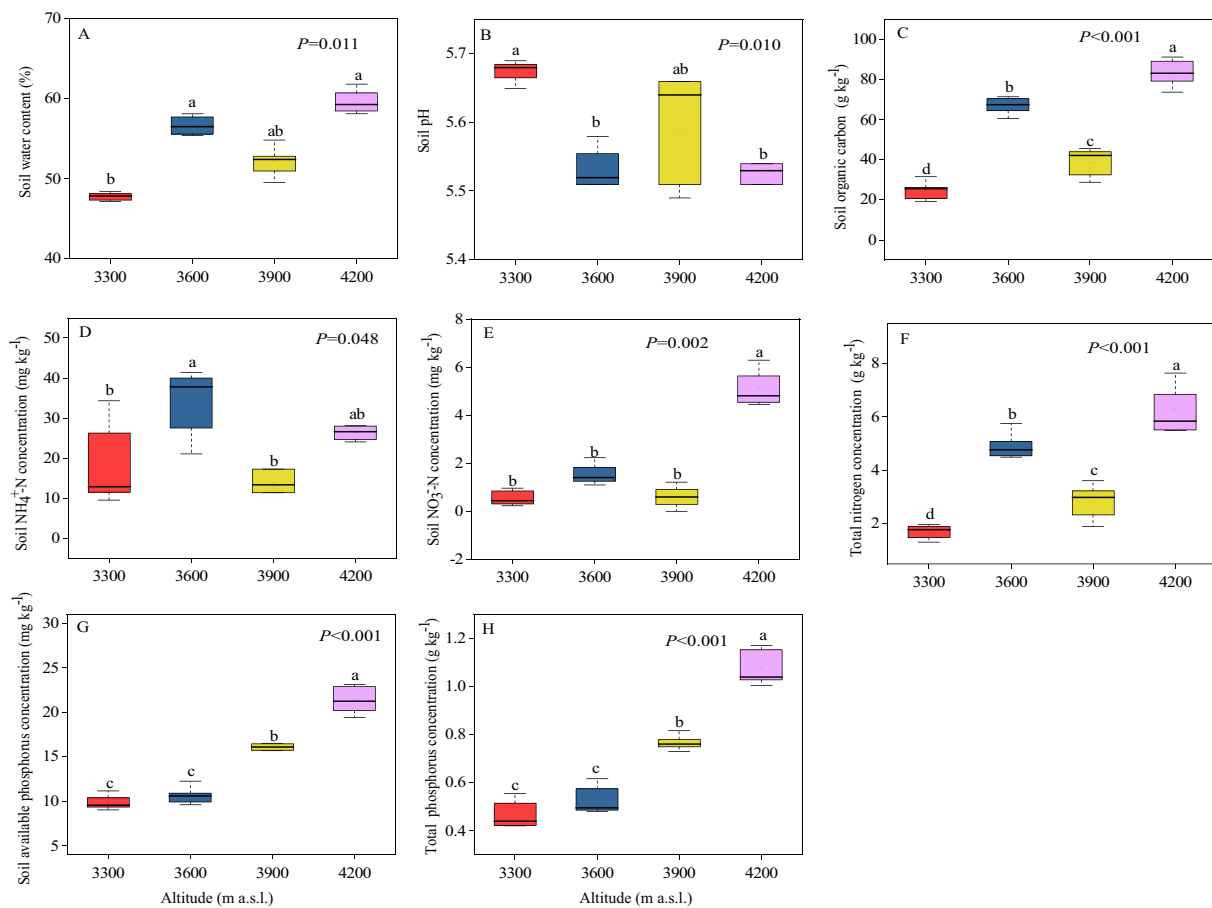 A
P=0.011
Soil water content (%)
70
60
50
40
b
a
ab
a
3300
3600
3900
4200
B
P=0.010
Soil pH
5.7
5.6
5.5
5.4
a
b
ab
b
3300
3600
3900
4200
C
P<0.001
Soil organic carbon (g kg⁻¹)
100
80
60
40
20
0
d
b
c
a
3300
3600
3900
4200
D
P=0.048
Soil NH₄⁺-N concentration (mg kg⁻¹)
50
40
30
20
10
0
b
a
b
ab
3300
3600
3900
4200
E
P=0.002
Soil NO₃⁻-N concentration (mg kg⁻¹)
8
6
4
2
0
-2
b
b
b
a
3300
3600
3900
4200
F
P<0.001
Total nitrogen concentration (g kg⁻¹)
8
6
4
2
d
b
c
a
3300
3600
3900
4200
G
P<0.001
Soil available phosphorus concentration (mg kg⁻¹)
30
25
20
15
10
5
c
c
b
a
3300
3600
3900
4200
Altitude (m a.s.l.)
H
P<0.001
Total phosphorus concentration (g kg⁻¹)
1.2
1.0
0.8
0.6
0.4
c
c
b
a
3300
3600
3900
4200
Altitude (m a.s.l.)